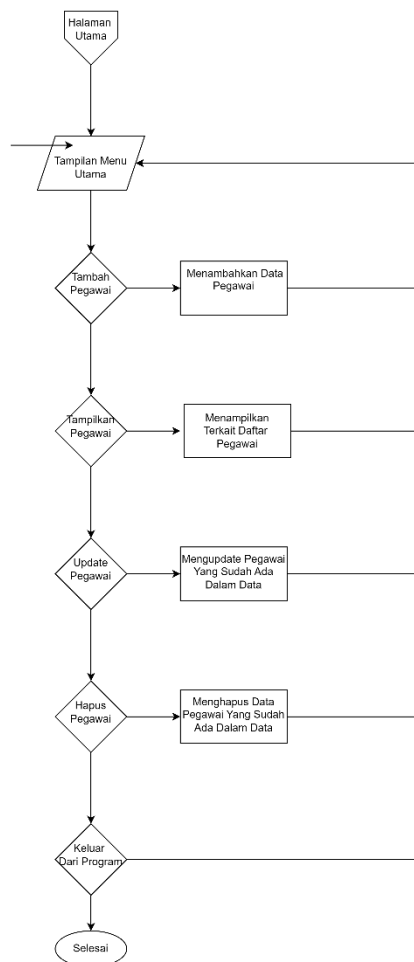 Halaman
Utama
Tampilan Menu
Utarna
Tambah
Pegawai
Menambahkan Data
Pegawai
Tampilkan
Pegawai
Menampilkan
Terkait Daftar
Pegawai
Update
Pegawai
Mengupdate Pegawai
Yang Sudah Ada
Dalam Data
Hapus
Pegawai
Menghapus Data
Pegawai Yang Sudah
Ada Dalam Data
Keluar
Dari Program
Selesai